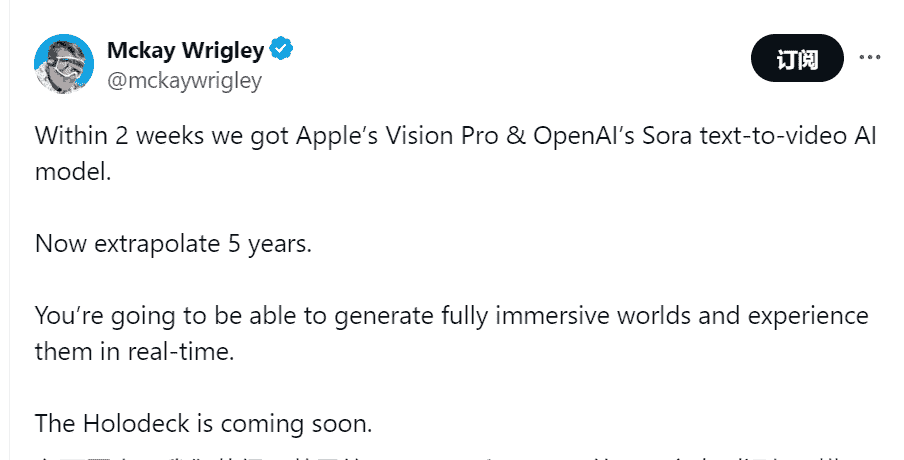 Mckay Wrigley
@mckaywrigley
订阅
Within 2 weeks we got Apple’s Vision Pro & OpenAI’s Sora text-to-video AI
model.
Now extrapolate 5 years.
You’re going to be able to generate fully immersive worlds and experience
them in real-time.
The Holodeck is coming soon.